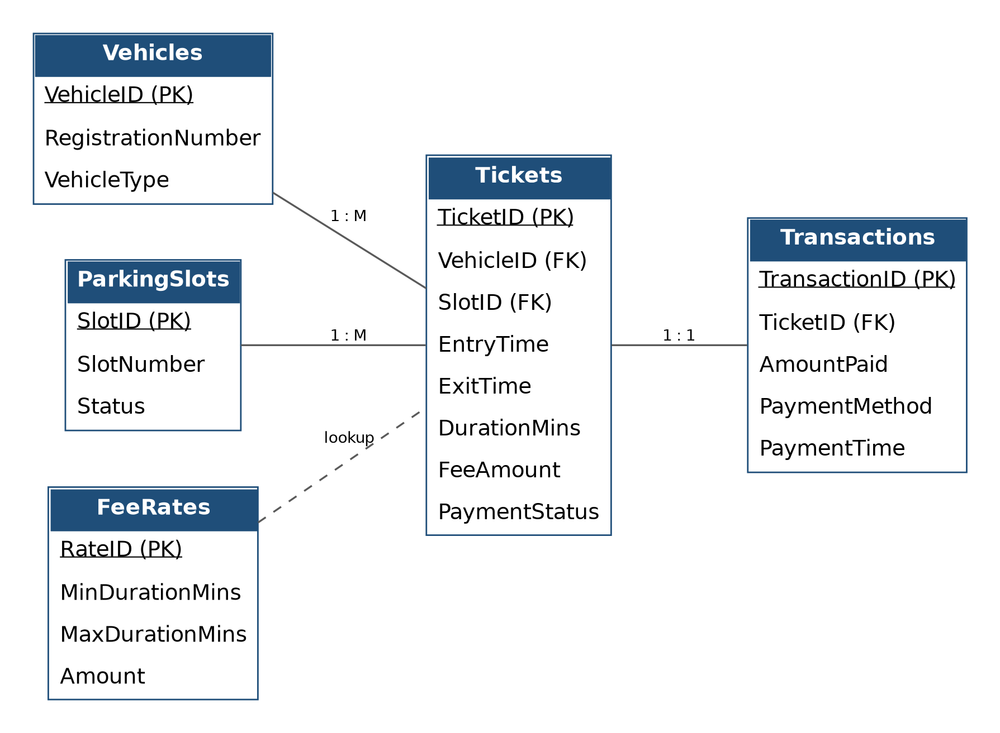 Vehicles
VehicleID (PK)
RegistrationNumber
VehicleType
1 : M
ParkingSlots
SlotID (PK)
SlotNumber
Status
1 : M
FeeRates
RateID (PK)
MinDurationMins
MaxDurationMins
Amount
lookup
Tickets
TicketID (PK)
VehicleID (FK)
SlotID (FK)
EntryTime
ExitTime
DurationMins
FeeAmount
PaymentStatus
1 : 1
Transactions
TransactionID (PK)
TicketID (FK)
AmountPaid
PaymentMethod
PaymentTime